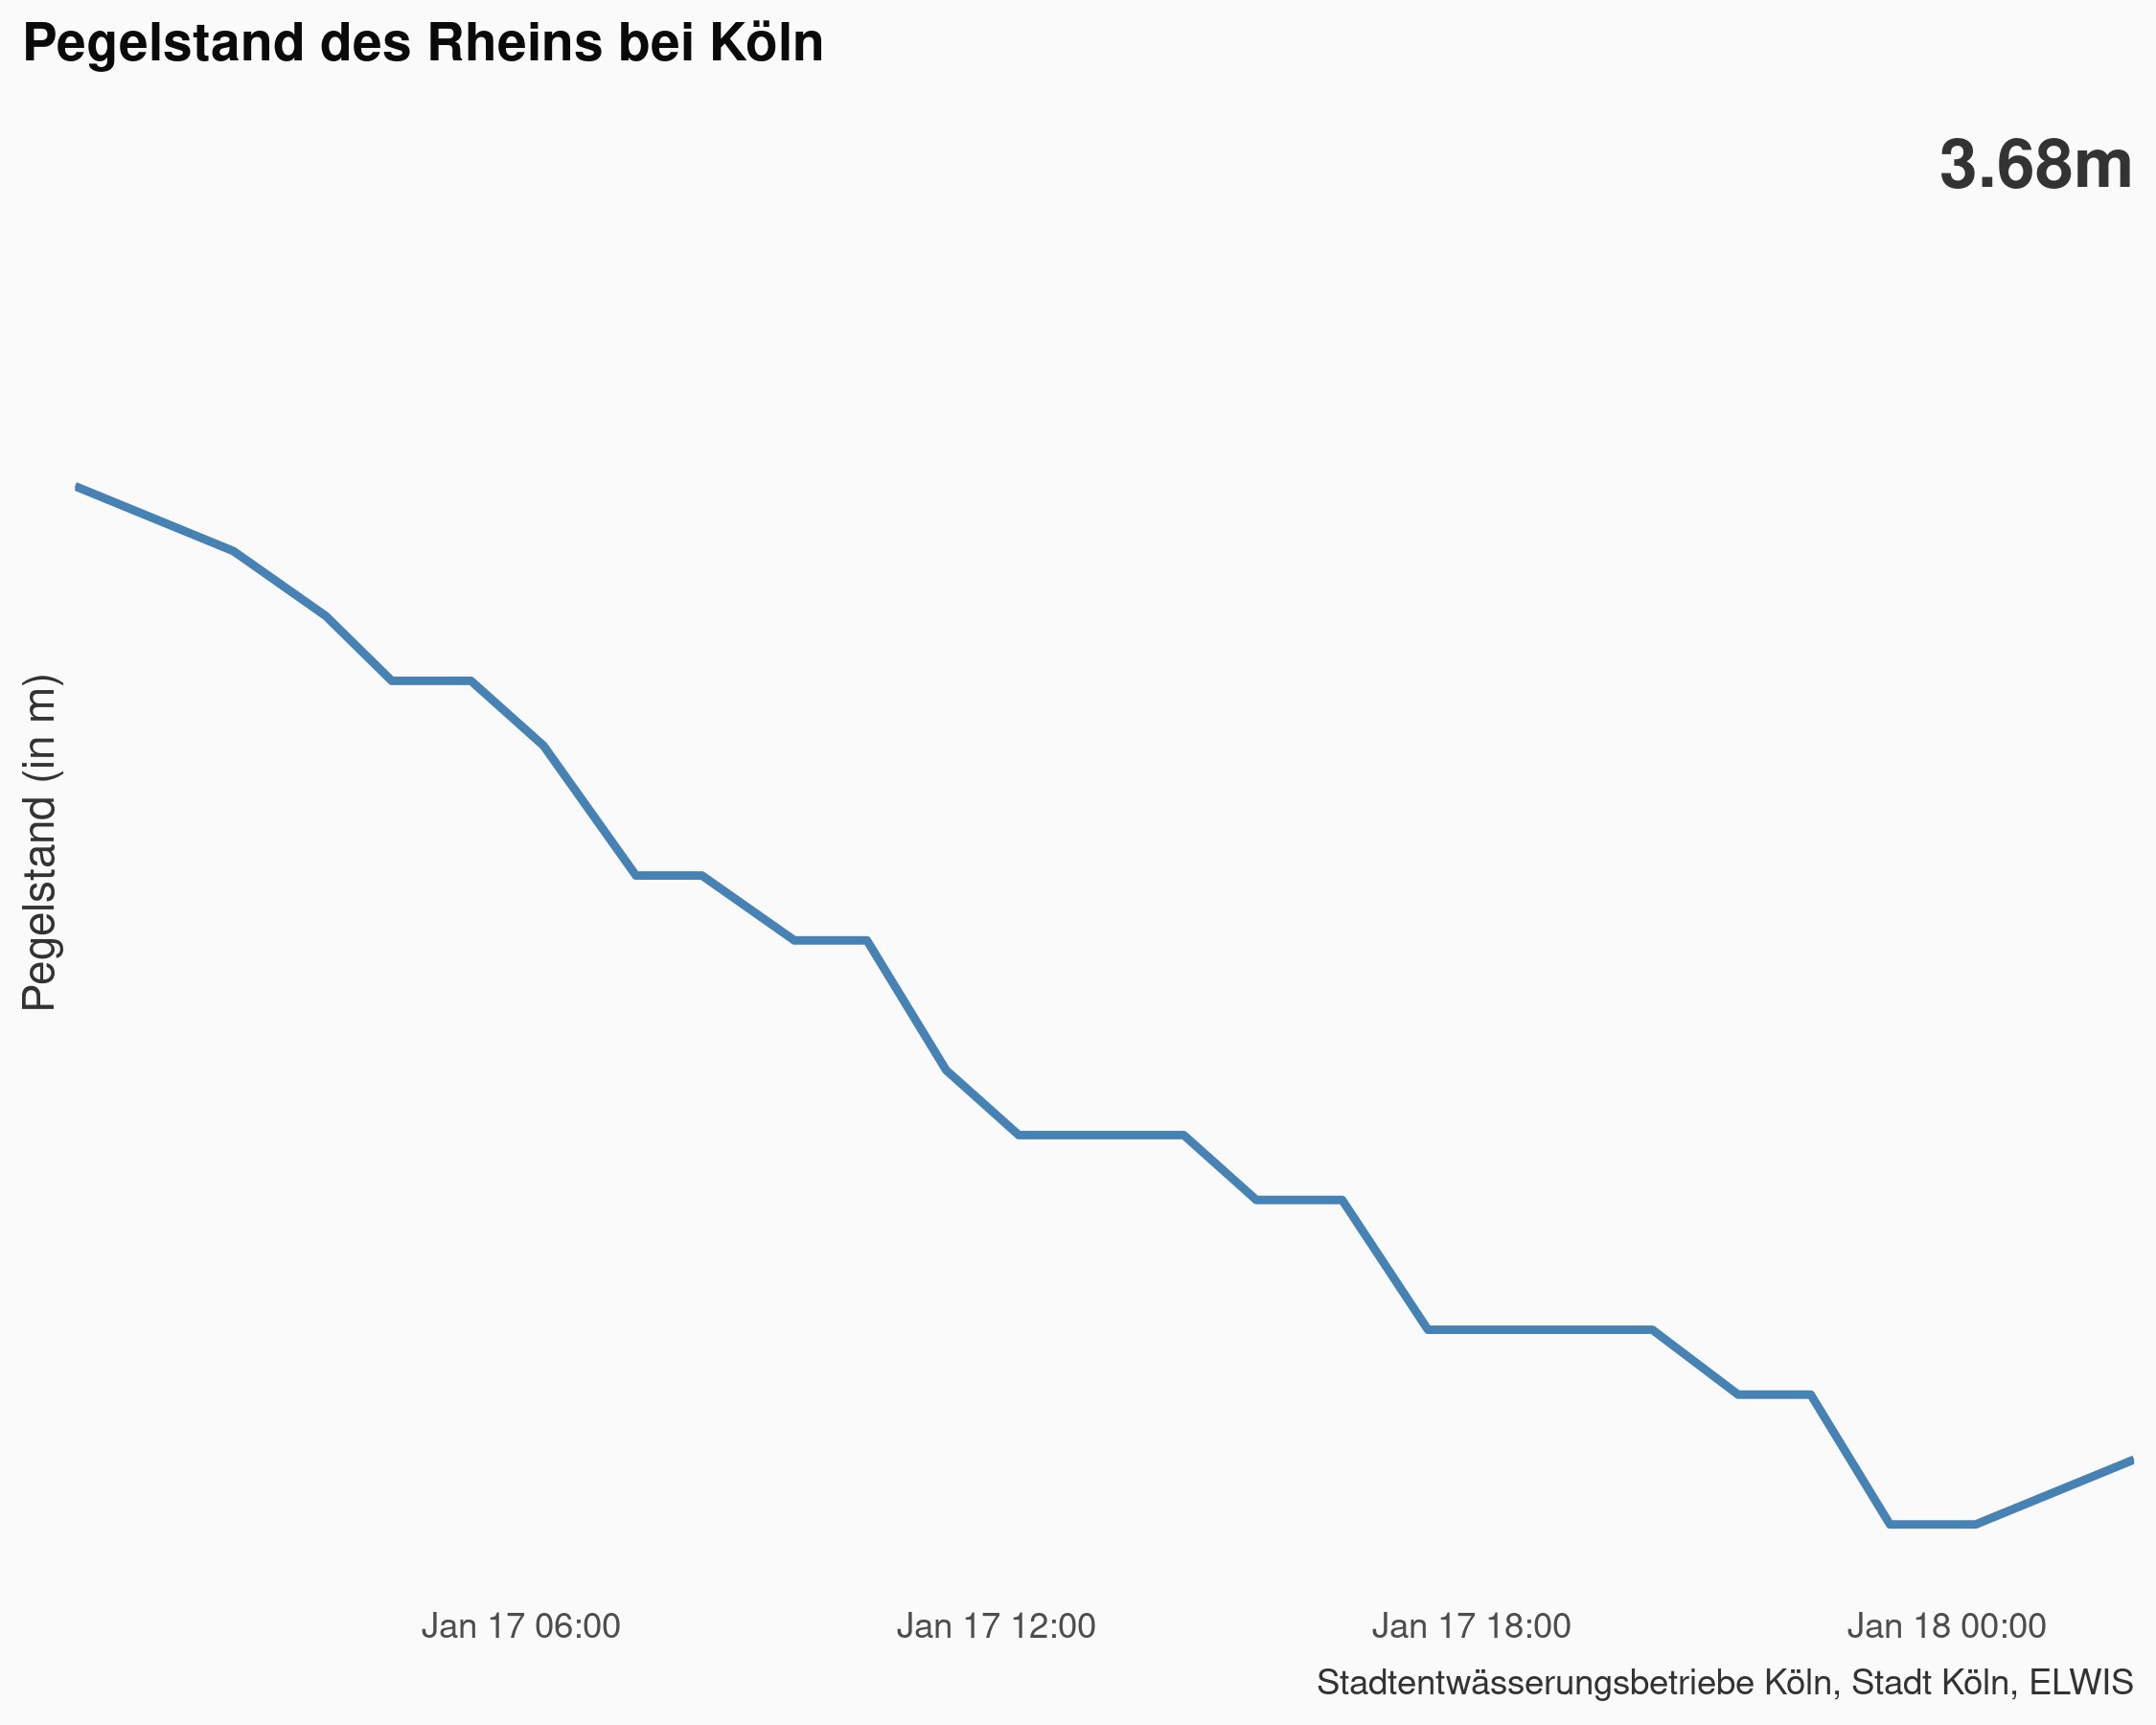 Pegelstand des Rheins bei Köln
3.68m
Pegelstand (in m)
Jan 17 06:00
Jan 17 12:00
Jan 17 18:00
Jan 18 00:00
Stadtentwässerungsbetriebe Köln, Stadt Köln, ELWIS